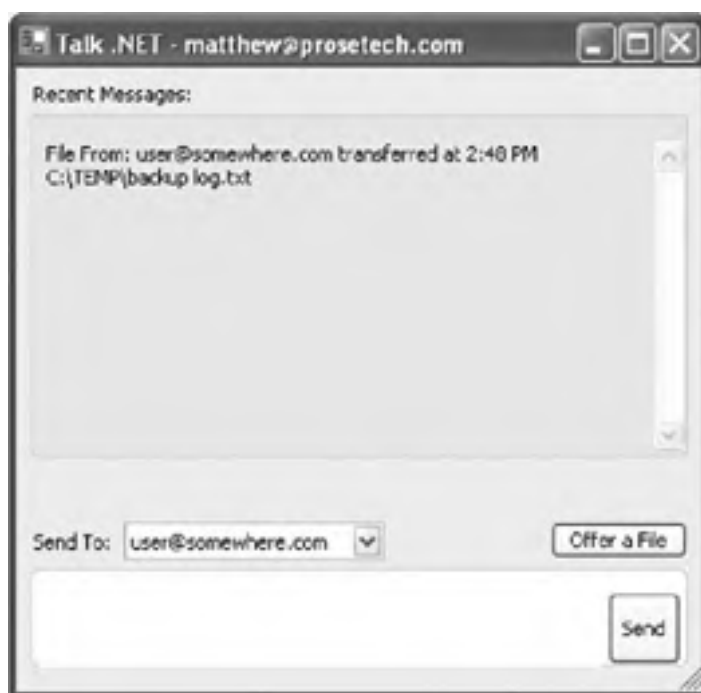 Talk .NET - matthew@prosetech.com
Recent Messages:
File From: user@somewhere.com transferred at 2:48 PM
C:\TEMP\backup log.txt
Send To: user@somewhere.com Offer a File
Send